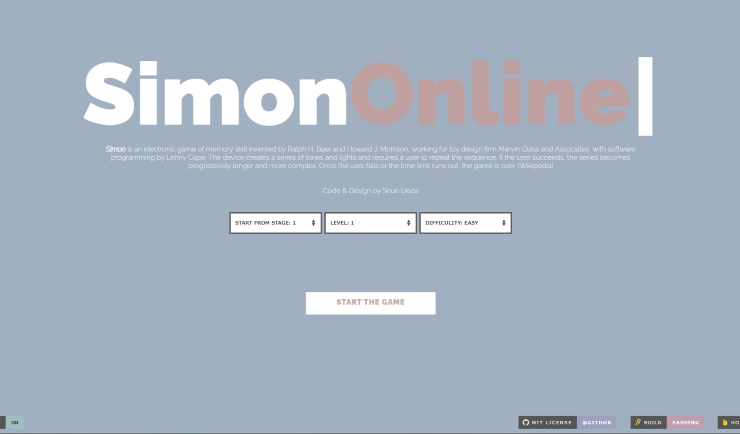 SimonOnline
Simon is an electronic game of memory skill invented by Ralph H. Baer and Howard J. Morrison, working for toy design firm Marvin Glass and Associates, with software
programming by Lenny Cope. The device creates a series of tones and lights and requires a user to repeat the sequence. If the user succeeds, the series becomes
progressively longer and more complex. Once the user fails or the time limit runs out, the game is over. (Wikipedia)
Code & Design by Shun Ueda
START FROM STAGE: 1 LEVEL: 1 DIFFICULITY: EASY
START THE GAME
ON MIT LICENSE @GITHUB BUILD PASSING HO